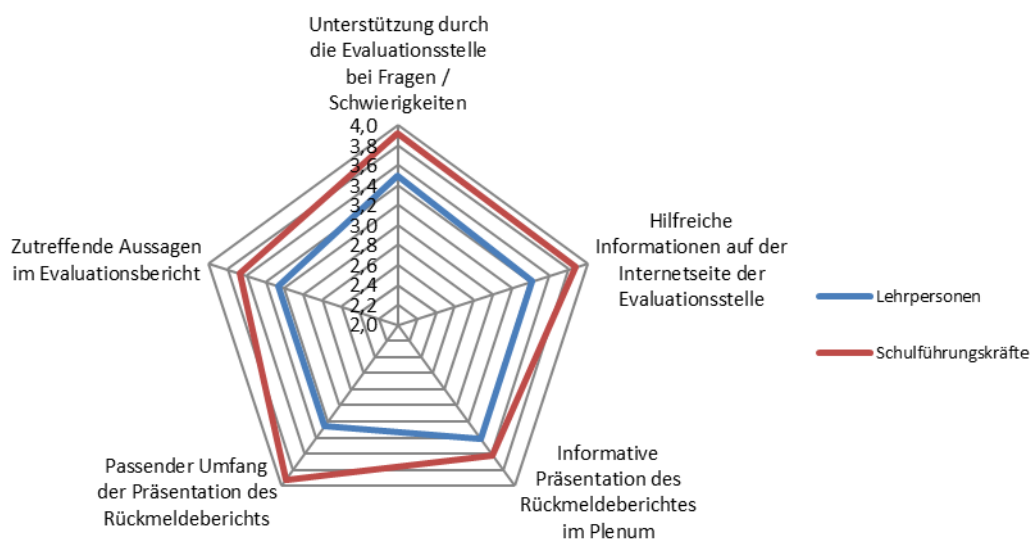 Unterstützung durch
die Evaluationsstelle
bei Fragen /
Schwierigkeiten
4,0
3,8
3,6
3,4
3,2
3,0
2,8
2,6
2,4
2,2
2,0
Hilfreiche
Informationen auf der
Internetseite der
Evaluationsstelle
Informative
Präsentation des
Rückmeldeberichtes
im Plenum
Passender Umfang
der Präsentation des
Rückmeldeberichts
Zutreffende Aussagen
im Evaluationsbericht
Lehrpersonen
Schulführungskräfte